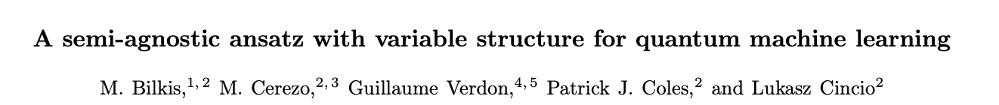 A semi-agnostic ansatz with variable structure for quantum machine learning
M. Bilkis,1, 2 M. Cerezo,2, 3 Guillaume Verdon,4, 5 Patrick J. Coles,2 and Lukasz Cincio2